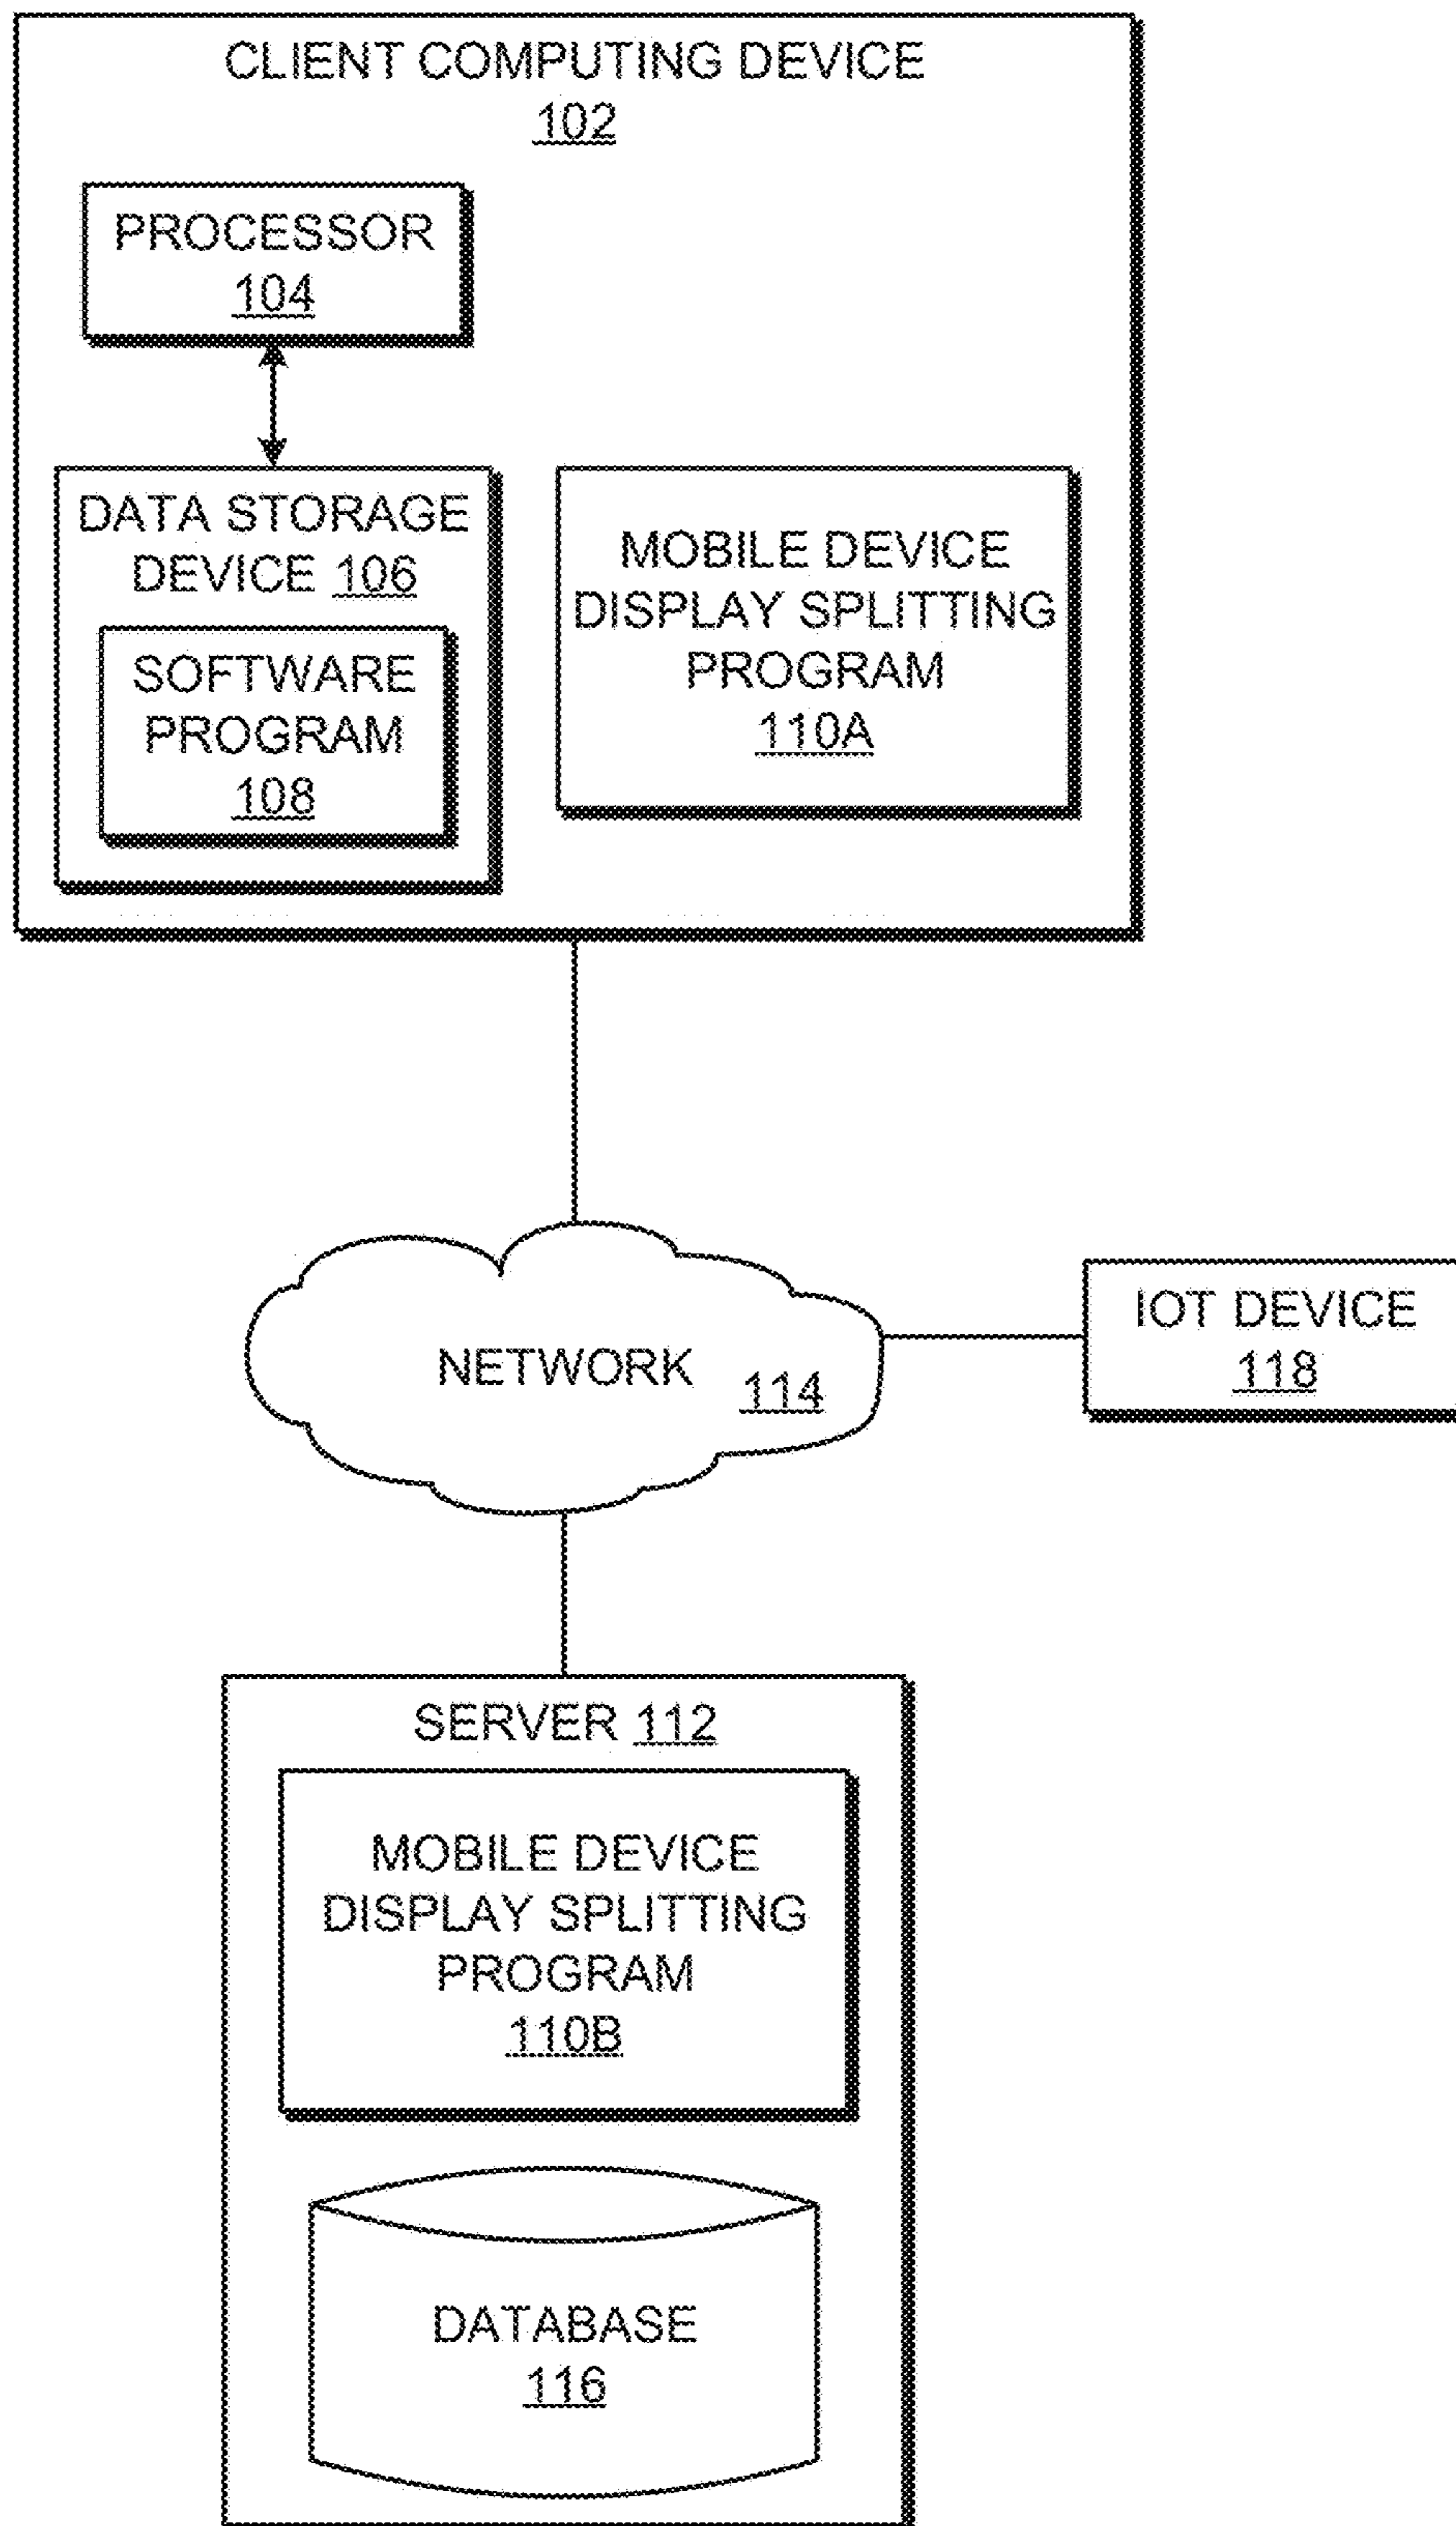 CLIENT COMPUTING DEVICE
102
PROCESSOR
104
DATA STORAGE
DEVICE 106
SOFTWARE
PROGRAM
108
MOBILE DEVICE
DISPLAY SPLITTING
PROGRAM
110A
NETWORK 114
IOT DEVICE
118
SERVER 112
MOBILE DEVICE
DISPLAY SPLITTING
PROGRAM
110B
DATABASE
116